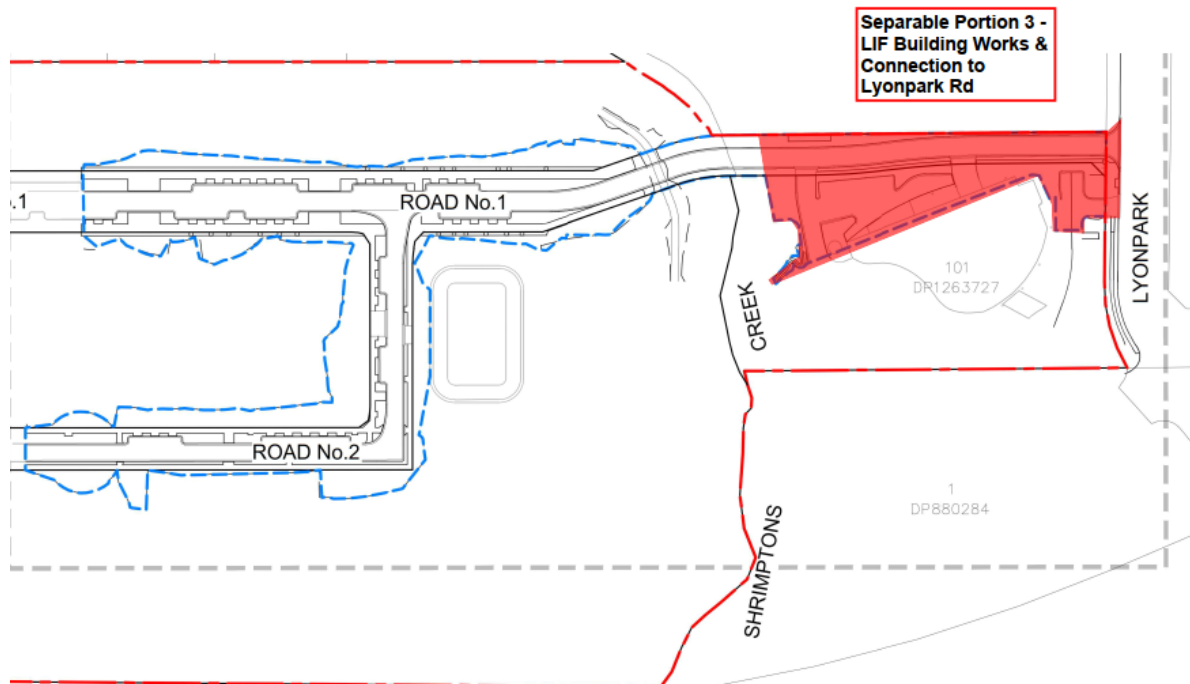 Separable Portion 3 -
LIF Building Works &
Connection to
Lyonpark Rd
.1
ROAD No.1
LYONPARK
101
DP1263727
CREEK
ROAD No.2
1
DP880284
SHRIMPTONS